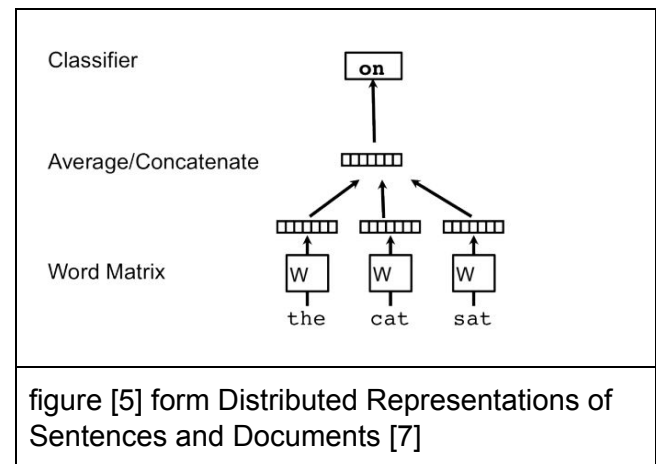 Classifier
on
Average/Concatenate
Word Matrix
W W W
the cat sat
figure [5] form Distributed Representations of
Sentences and Documents [7]